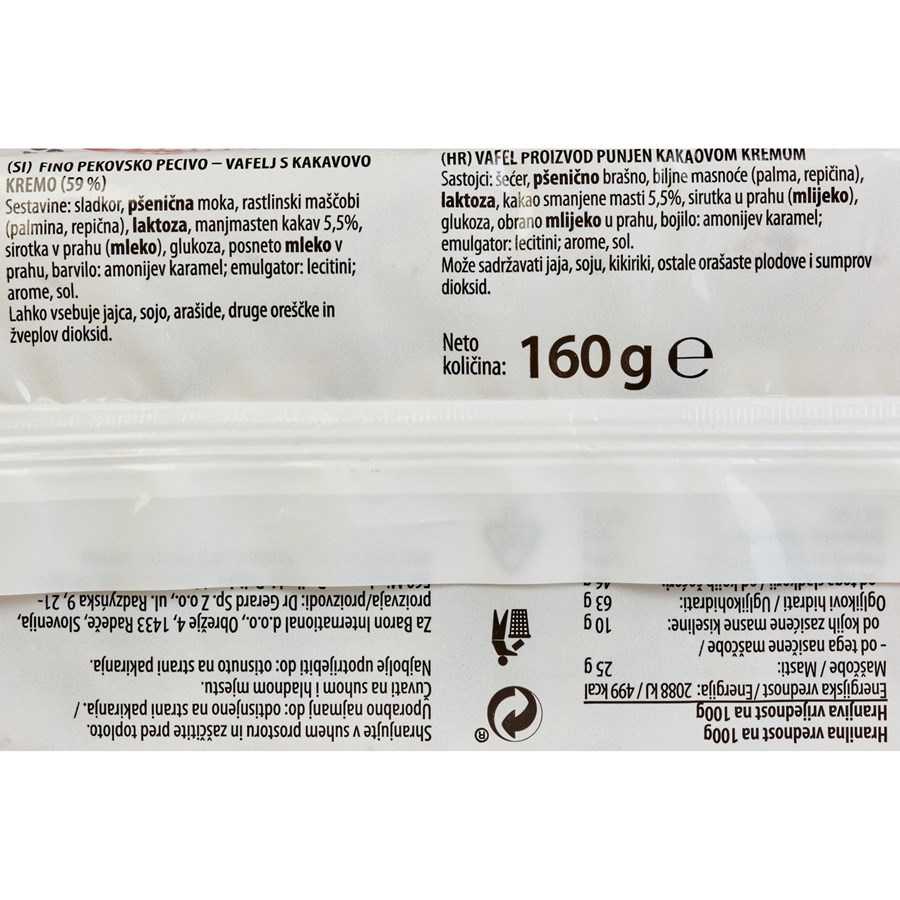 (SI) FINO PEKOVSKO PECIVO – VAFELJ S KAKAVOVO
KREMO (59 %)
Sestavine: sladkor, pšenična moka, rastlinski maščobi
(palmina, repična), laktoza, manjmasten kakav 5,5%,
sirotka v prahu (mleko), glukoza, posneto mleko v
prahu, barvilo: amonijev karamel; emulgator: lecitini;
arome, sol.
Lahko vsebuje jajca, sojo, arašide, druge oreščke in
žveplov dioksid.
(HR) VAFEL PROIZVOD PUNJEN KAKAOVOM KREMOM
Sastojci: šećer, pšenično brašno, biljne masnoće (palma, repičina),
laktoza, kakao smanjene masti 5,5%, sirutka u prahu (mlijeko),
glukoza, obrano mlijeko u prahu, bojilo: amonijev karamel;
emulgator: lecitini; arome, sol.
Može sadržavati jaja, soju, kikiriki, ostale orašaste plodove i sumprov
dioksid.
Neto
količina: 160 g e
Hranilna vrednost na 100g
Hranjiva vrijednost na 100g
Energijska vrednost / Energija: 2088 kJ / 499 kcal
Maščobe / Masti: 25 g
- od tega nasičene maščobe /
od kojih zasićene masne kiseline: 10 g
Ogljikovi hidrati / Ugljikohidrati: 63 g
®
Shranjujte v suhem prostoru in zaščitite pred toploto.
Uporabno najmanj do: odtisnjeno na strani pakiranja. /
Čuvati na suhom i hladnom mjestu.
Najbolje upotrijebiti do: otisnuto na strani pakiranja.
Za Baron International d.o.o., Obrežje 4, 1433 Radeče, Slovenija,
proizvaja/proizvodi: Dr Gerard Sp. Z o.o., ul. Radzyńska 9, 21-